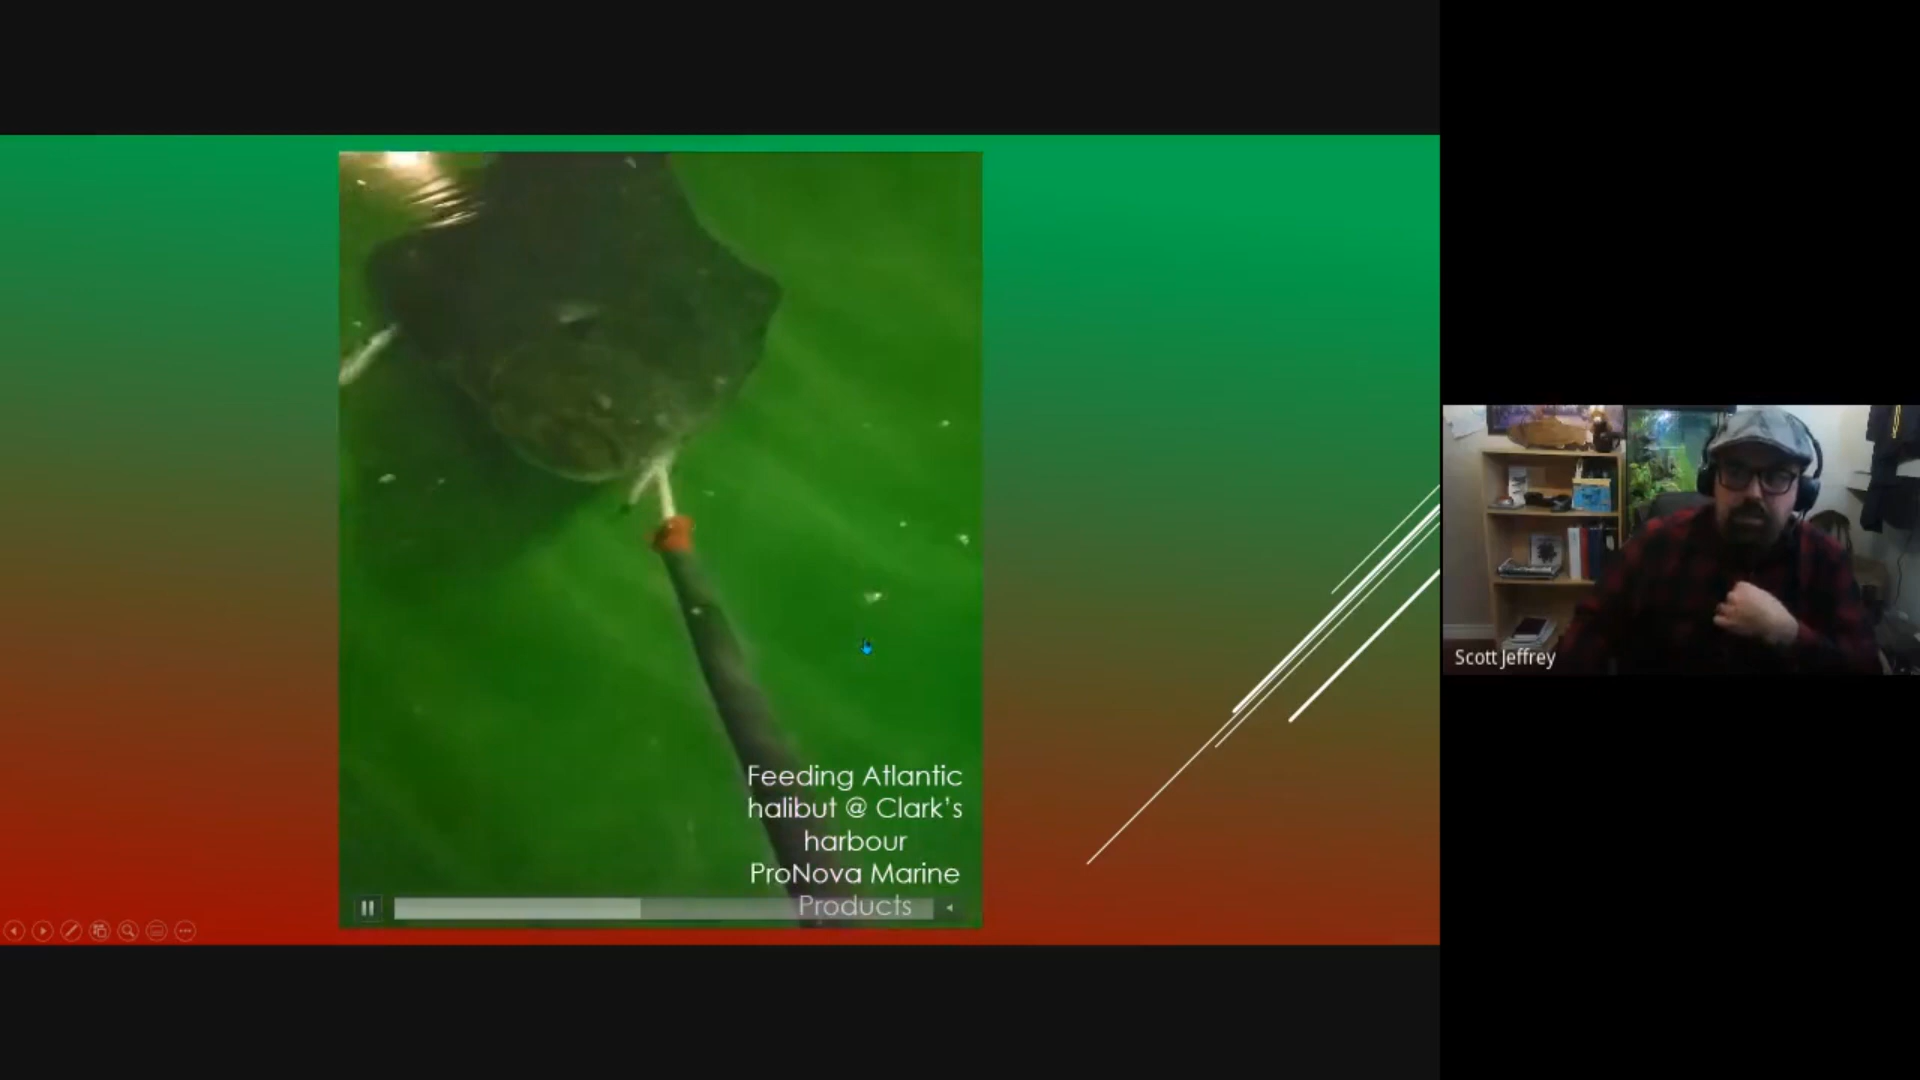 Feeding Atlantic
halibut @ Clark's
harbour
ProNova Marine
Products
Scott Jeffrey